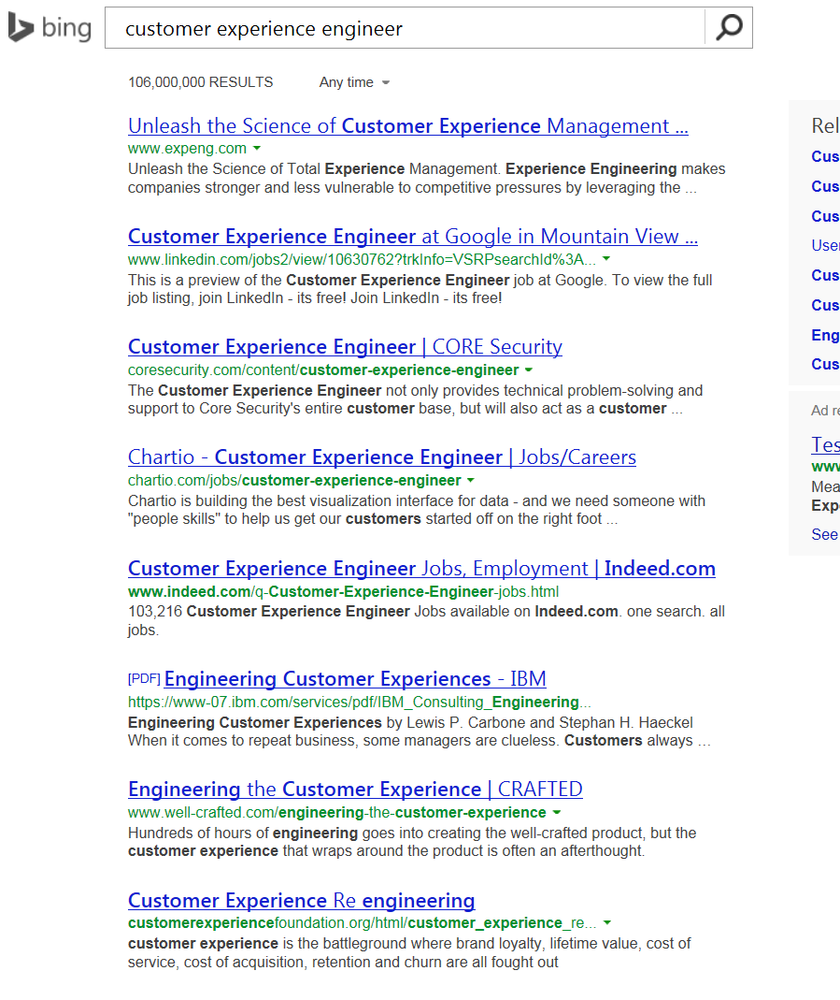 bing
customer experience engineer
106,000,000 RESULTS Any time
Unleash the Science of Customer Experience Management ...
www.expeng.com
Unleash the Science of Total Experience Management. Experience Engineering makes
companies stronger and less vulnerable to competitive pressures by leveraging the ...
Customer Experience Engineer at Google in Mountain View ...
www.linkedin.com/jobs2/view/10630762?trkInfo=VSRPsearchId%3A...
This is a preview of the Customer Experience Engineer job at Google. To view the full
job listing, join LinkedIn - its free! Join LinkedIn - its free!
Customer Experience Engineer | CORE Security
coresecurity.com/content/customer-experience-engineer
The Customer Experience Engineer not only provides technical problem-solving and
support to Core Security's entire customer base, but will also act as a customer ...
Chartio - Customer Experience Engineer | Jobs/Careers
chartio.com/jobs/customer-experience-engineer
Chartio is building the best visualization interface for data - and we need someone with
"people skills" to help us get our customers started off on the right foot ...
Customer Experience Engineer Jobs, Employment | Indeed.com
www.indeed.com/q-Customer-Experience-Engineer-jobs.html
103,216 Customer Experience Engineer Jobs available on Indeed.com. one search. all
jobs.
[PDF] Engineering Customer Experiences - IBM
https://www-07.ibm.com/services/pdf/IBM_Consulting_Engineering...
Engineering Customer Experiences by Lewis P. Carbone and Stephan H. Haeckel
When it comes to repeat business, some managers are clueless. Customers always ...
Engineering the Customer Experience | CRAFTED
www.well-crafted.com/engineering-the-customer-experience
Hundreds of hours of engineering goes into creating the well-crafted product, but the
customer experience that wraps around the product is often an afterthought.
Customer Experience Re engineering
customerexperiencefoundation.org/html/customer_experience_re...
customer experience is the battleground where brand loyalty, lifetime value, cost of
service, cost of acquisition, retention and churn are all fought out
Rel
Cus
Cus
Cus
User
Cus
Cus
Eng
Cus
Ad re
Tes
www
Mea
Exp
See